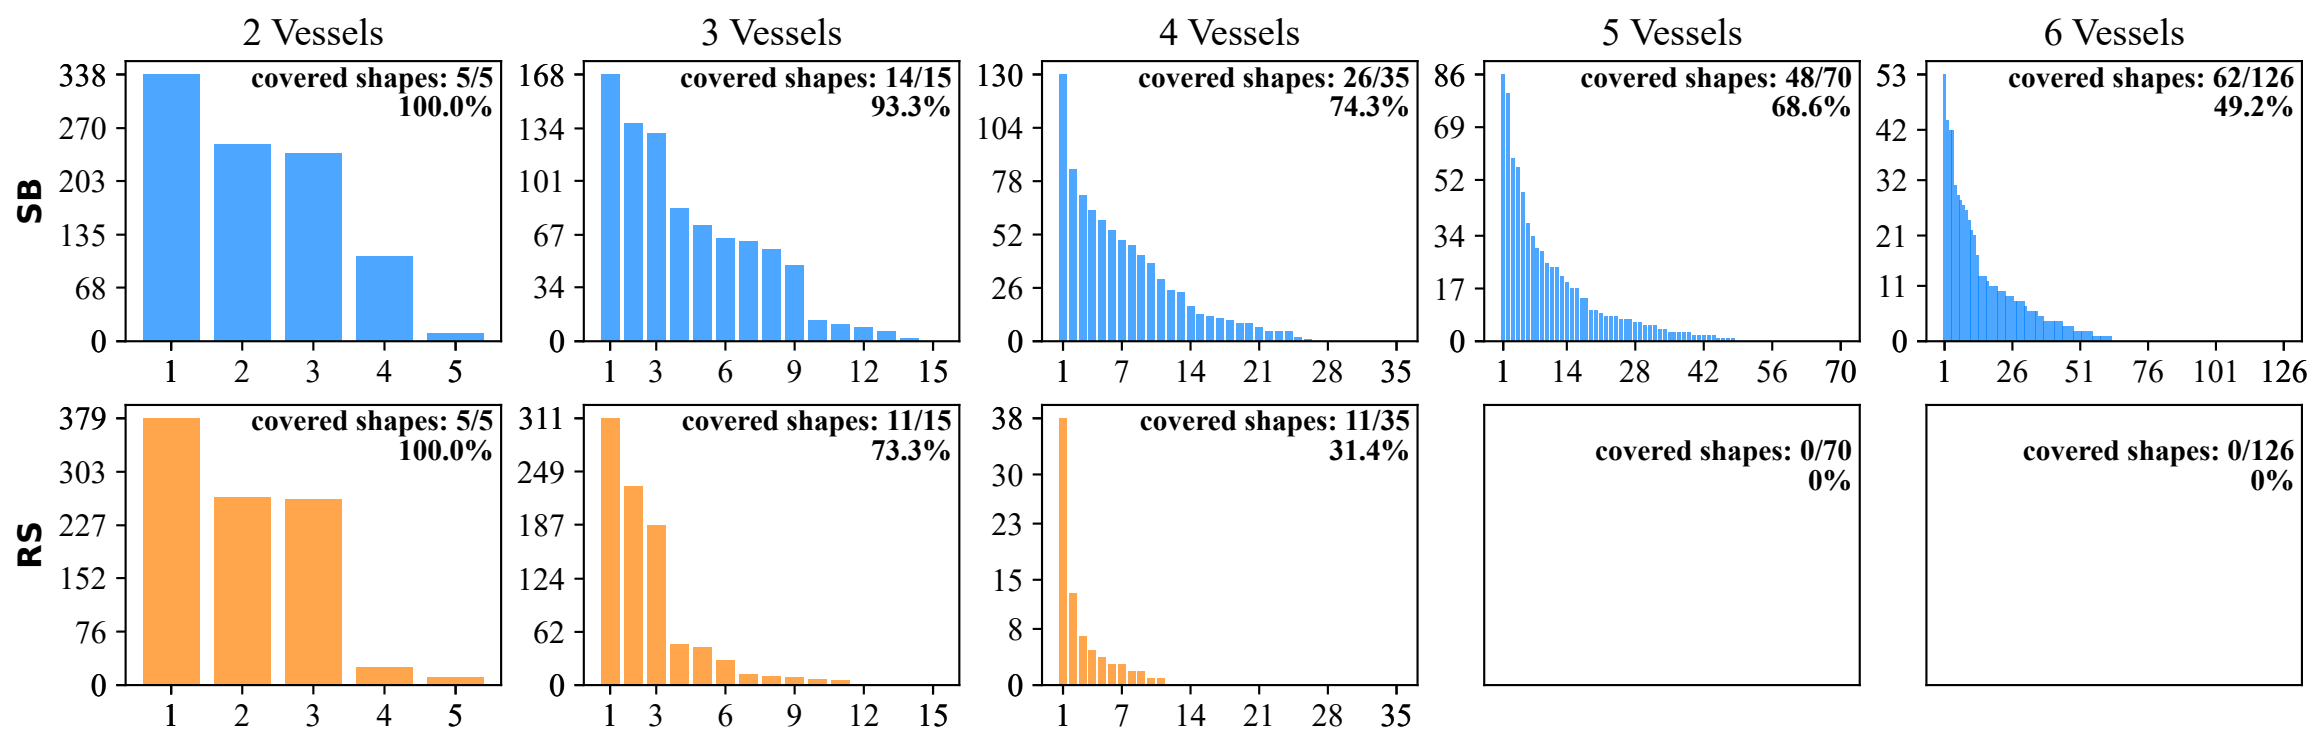 2 Vessels
3 Vessels
4 Vessels
5 Vessels
6 Vessels
SB
338
270
203
135
68
0
covered shapes: 5/5
100.0%
1 2 3 4 5
168
134
101
67
34
0
covered shapes: 14/15
93.3%
1 3 6 9 12 15
130
104
78
52
26
0
covered shapes: 26/35
74.3%
1 7 14 21 28 35
86
69
52
34
17
0
covered shapes: 48/70
68.6%
1 14 28 42 56 70
53
42
32
21
11
0
covered shapes: 62/126
49.2%
1 26 51 76 101 126
RS
379
303
227
152
76
0
covered shapes: 5/5
100.0%
1 2 3 4 5
311
249
187
124
62
0
covered shapes: 11/15
73.3%
1 3 6 9 12 15
38
30
23
15
8
0
covered shapes: 11/35
31.4%
1 7 14 21 28 35
covered shapes: 0/70
0%
covered shapes: 0/126
0%